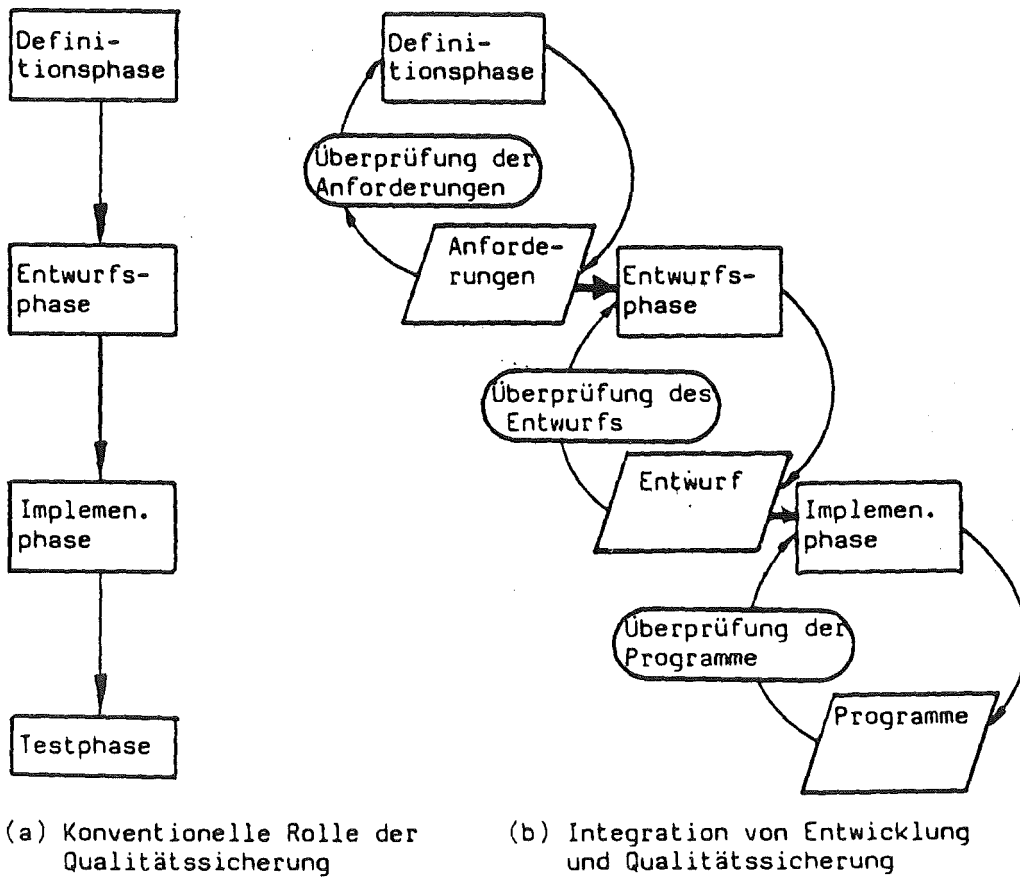 Defini-
tionsphase
Entwurfs-
phase
Implemen.
phase
Testphase
(a) Konventionelle Rolle der
Qualitätssicherung
Defini-
tionsphase
Überprüfung der
Anforderungen
Anforde-
rungen
Entwurfs-
phase
Überprüfung des
Entwurfs
Entwurf
Implemen.
phase
Überprüfung der
Programme
Programme
(b) Integration von Entwicklung
und Qualitätssicherung